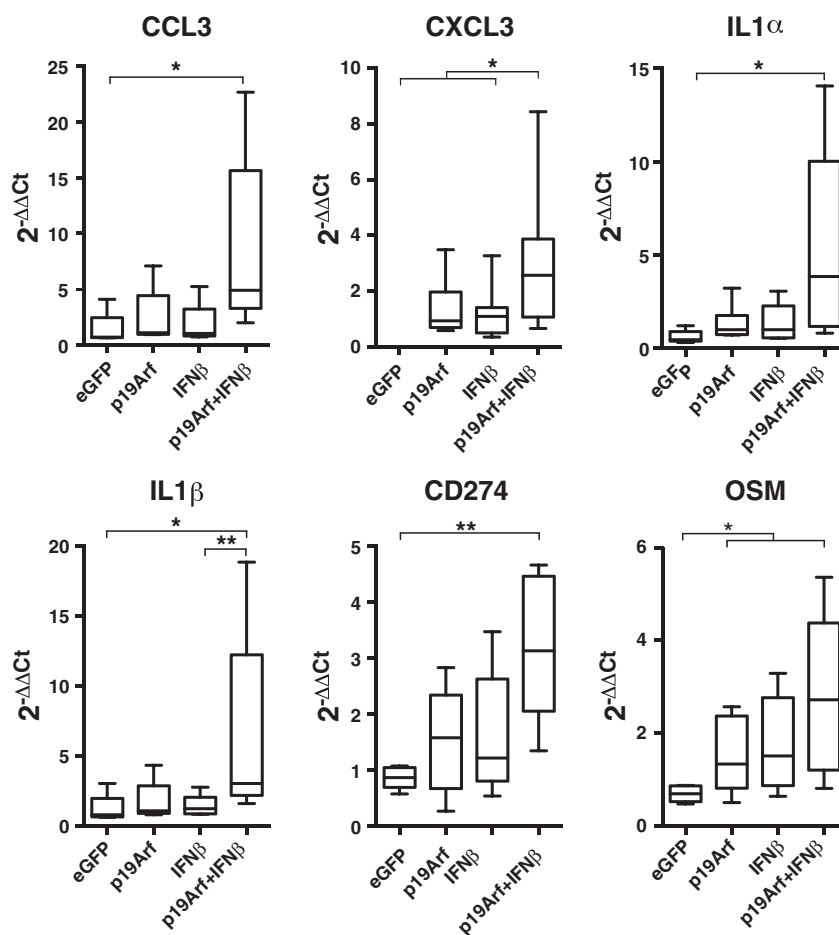 CCL3
*
25
20
15
10
5
0
2-ΔΔCt
eGFP
p19Arf
IFNβ
p19Arf+IFNβ
CXCL3
*
10
8
6
4
2
0
2-ΔΔCt
eGFP
p19Arf
IFNβ
p19Arf+IFNβ
IL1α
*
15
10
5
0
2-ΔΔCt
eGFP
p19Arf
IFNβ
p19Arf+IFNβ
IL1β
*
**
20
15
10
5
0
2-ΔΔCt
eGFP
p19Arf
IFNβ
p19Arf+IFNβ
CD274
**
5
4
3
2
1
0
2-ΔΔCt
eGFP
p19Arf
IFNβ
p19Arf+IFNβ
OSM
*
6
4
2
0
2-ΔΔCt
eGFP
p19Arf
IFNβ
p19Arf+IFNβ